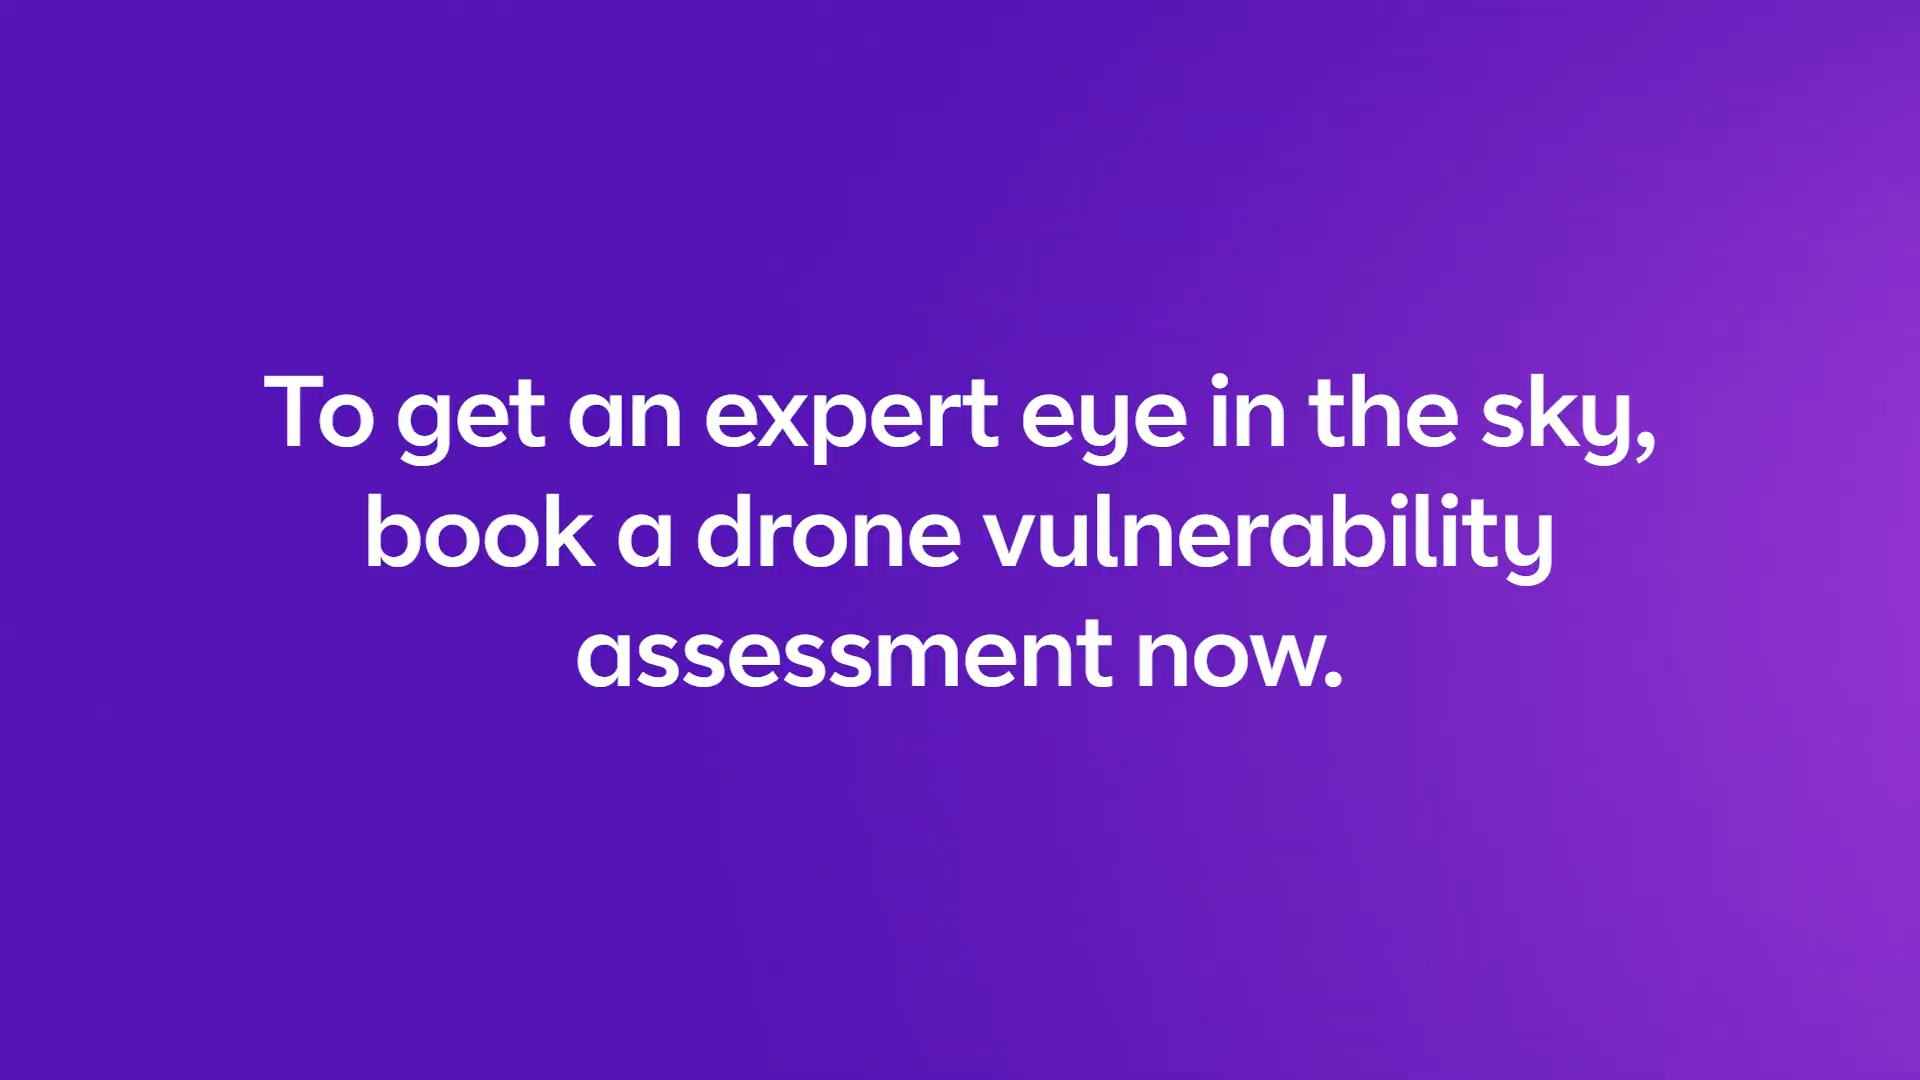 To get an expert eye in the sky,
book a drone vulnerability
assessment now.